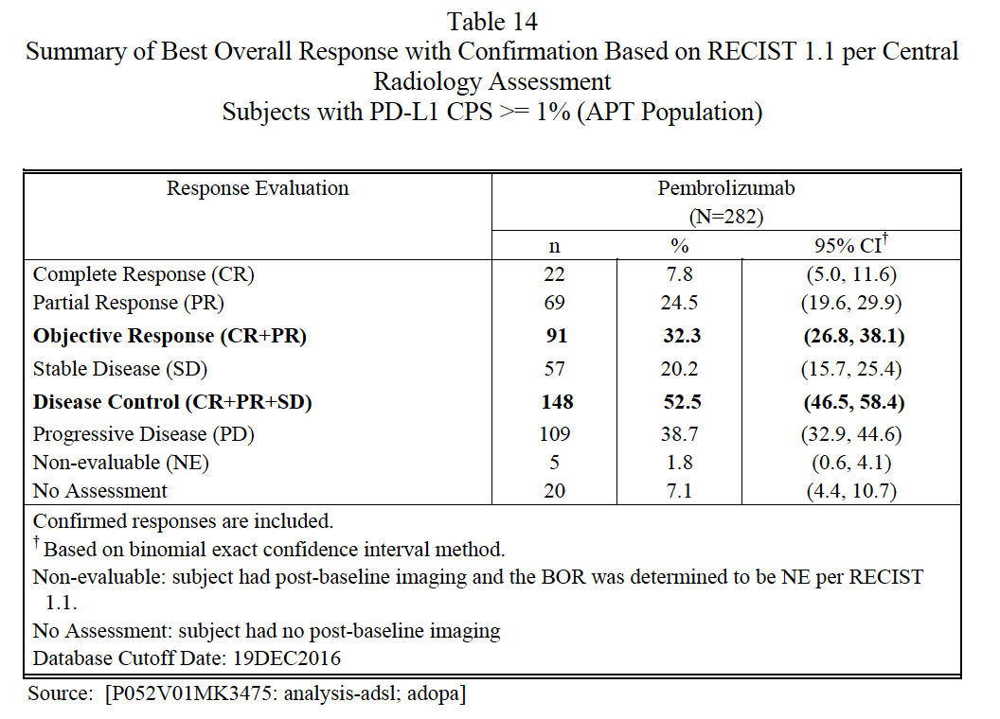 Table 14
Summary of Best Overall Response with Confirmation Based on RECIST 1.1 per Central
Radiology Assessment
Subjects with PD-L1 CPS >= 1% (APT Population)
Response Evaluation Pembrolizumab
(N=282)
n % 95% CI†
Complete Response (CR) 22 7.8 (5.0, 11.6)
Partial Response (PR) 69 24.5 (19.6, 29.9)
Objective Response (CR+PR) 91 32.3 (26.8, 38.1)
Stable Disease (SD) 57 20.2 (15.7, 25.4)
Disease Control (CR+PR+SD) 148 52.5 (46.5, 58.4)
Progressive Disease (PD) 109 38.7 (32.9, 44.6)
Non-evaluable (NE) 5 1.8 (0.6, 4.1)
No Assessment 20 7.1 (4.4, 10.7)
Confirmed responses are included.
† Based on binomial exact confidence interval method.
Non-evaluable: subject had post-baseline imaging and the BOR was determined to be NE per RECIST
1.1.
No Assessment: subject had no post-baseline imaging
Database Cutoff Date: 19DEC2016
Source: [P052V01MK3475: analysis-adsl; adopa]